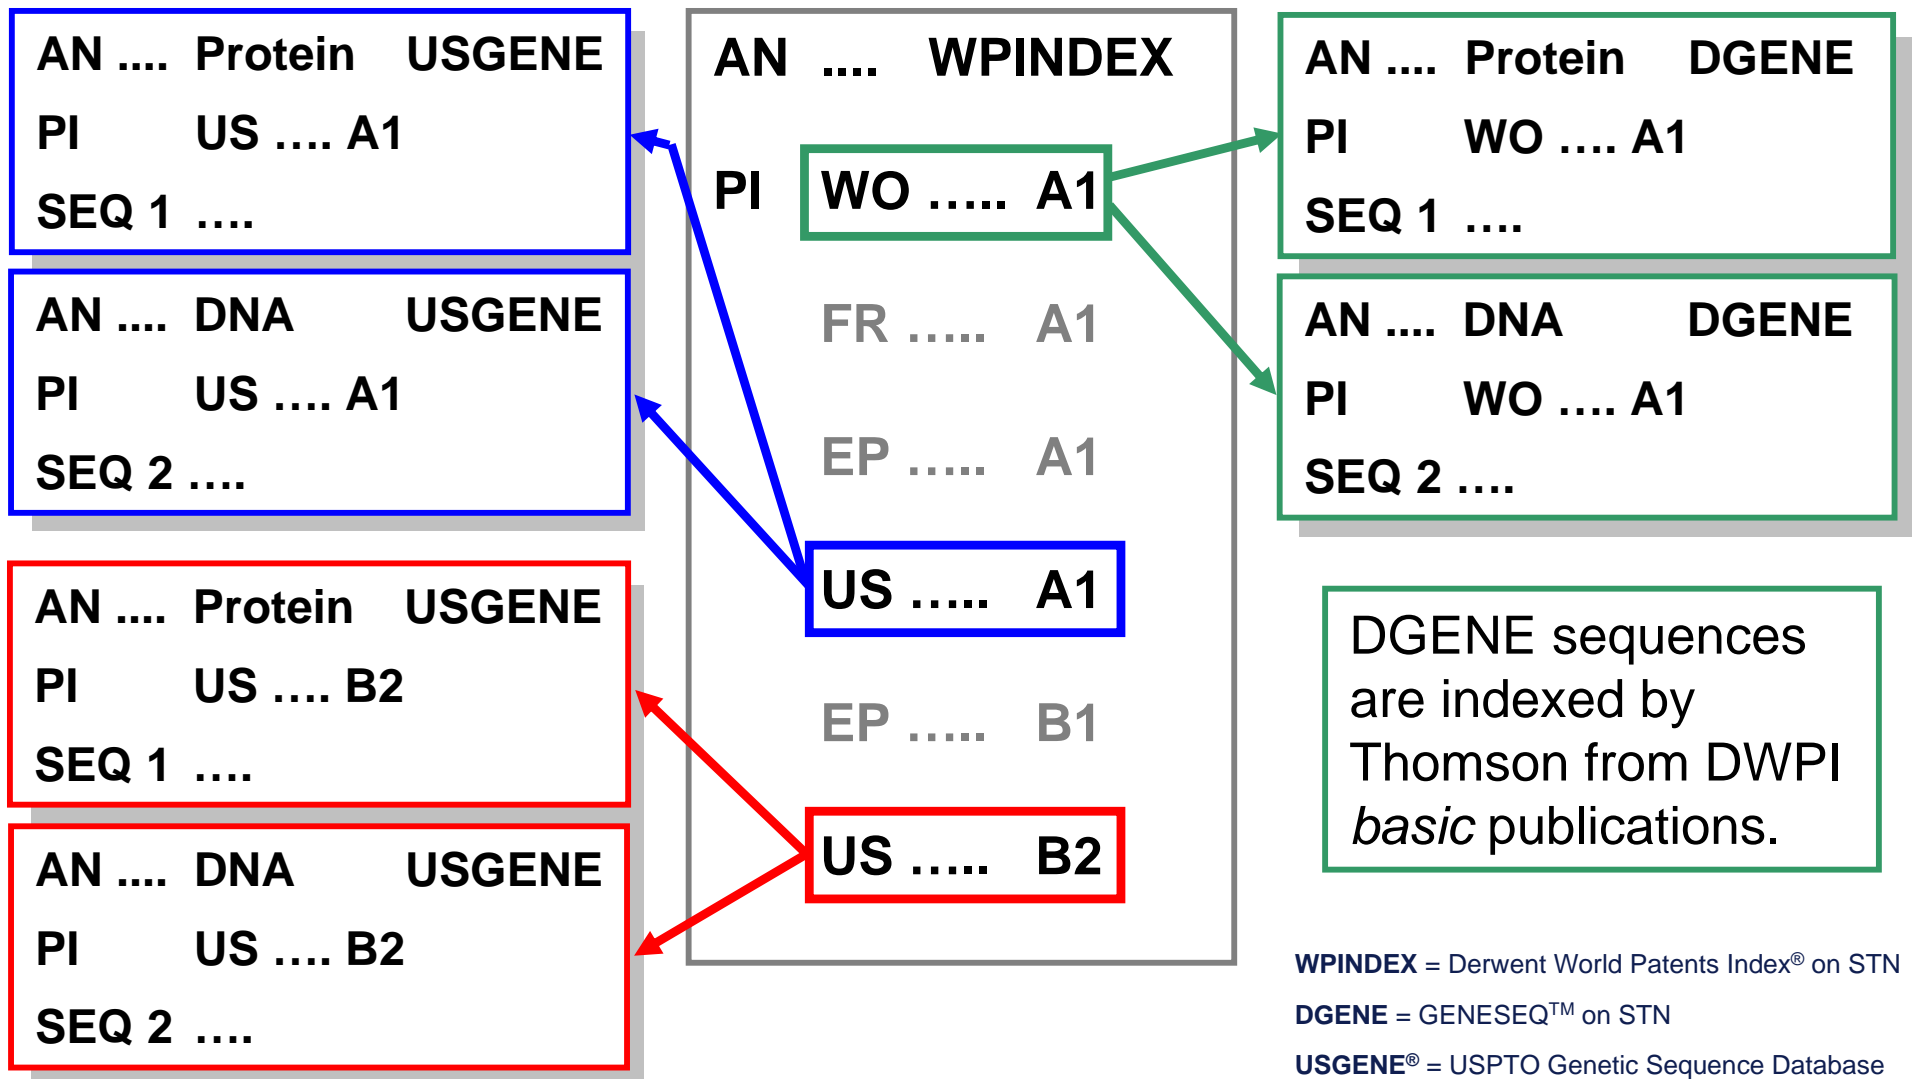 AN .... Protein USGENE
PI US .... A1
SEQ 1 ....
AN .... DNA USGENE
PI US .... A1
SEQ 2 ....
AN .... Protein USGENE
PI US .... B2
SEQ 1 ....
AN .... DNA USGENE
PI US .... B2
SEQ 2 ....
AN .... WPINDEX
PI WO ..... A1
FR ..... A1
EP ..... A1
US ..... A1
EP ..... B1
US ..... B2
AN .... Protein DGENE
PI WO .... A1
SEQ 1 ....
AN .... DNA DGENE
PI WO .... A1
SEQ 2 ....
DGENE sequences
are indexed by
Thomson from DWPI
basic publications.
WPINDEX = Derwent World Patents Index® on STN
DGENE = GENESEQ™ on STN
USGENE® = USPTO Genetic Sequence Database